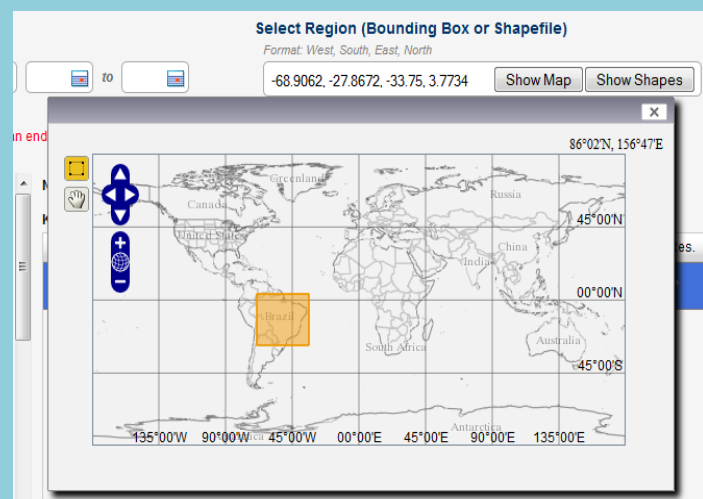 Select Region (Bounding Box or Shapefile)
Format: West, South, East, North
to
-68.9062, -27.8672, -33.75, 3.7734
Show Map
Show Shapes
an end
86°02'N, 156°47'E
Greenland
Canada
Russia
United States
45°00'N
China
India
es.
00°00'N
Brazil
South Africa
Australia
45°00'S
Antarctica
135°00'W 90°00'W 45°00'W 00°00'E 45°00'E 90°00'E 135°00'E